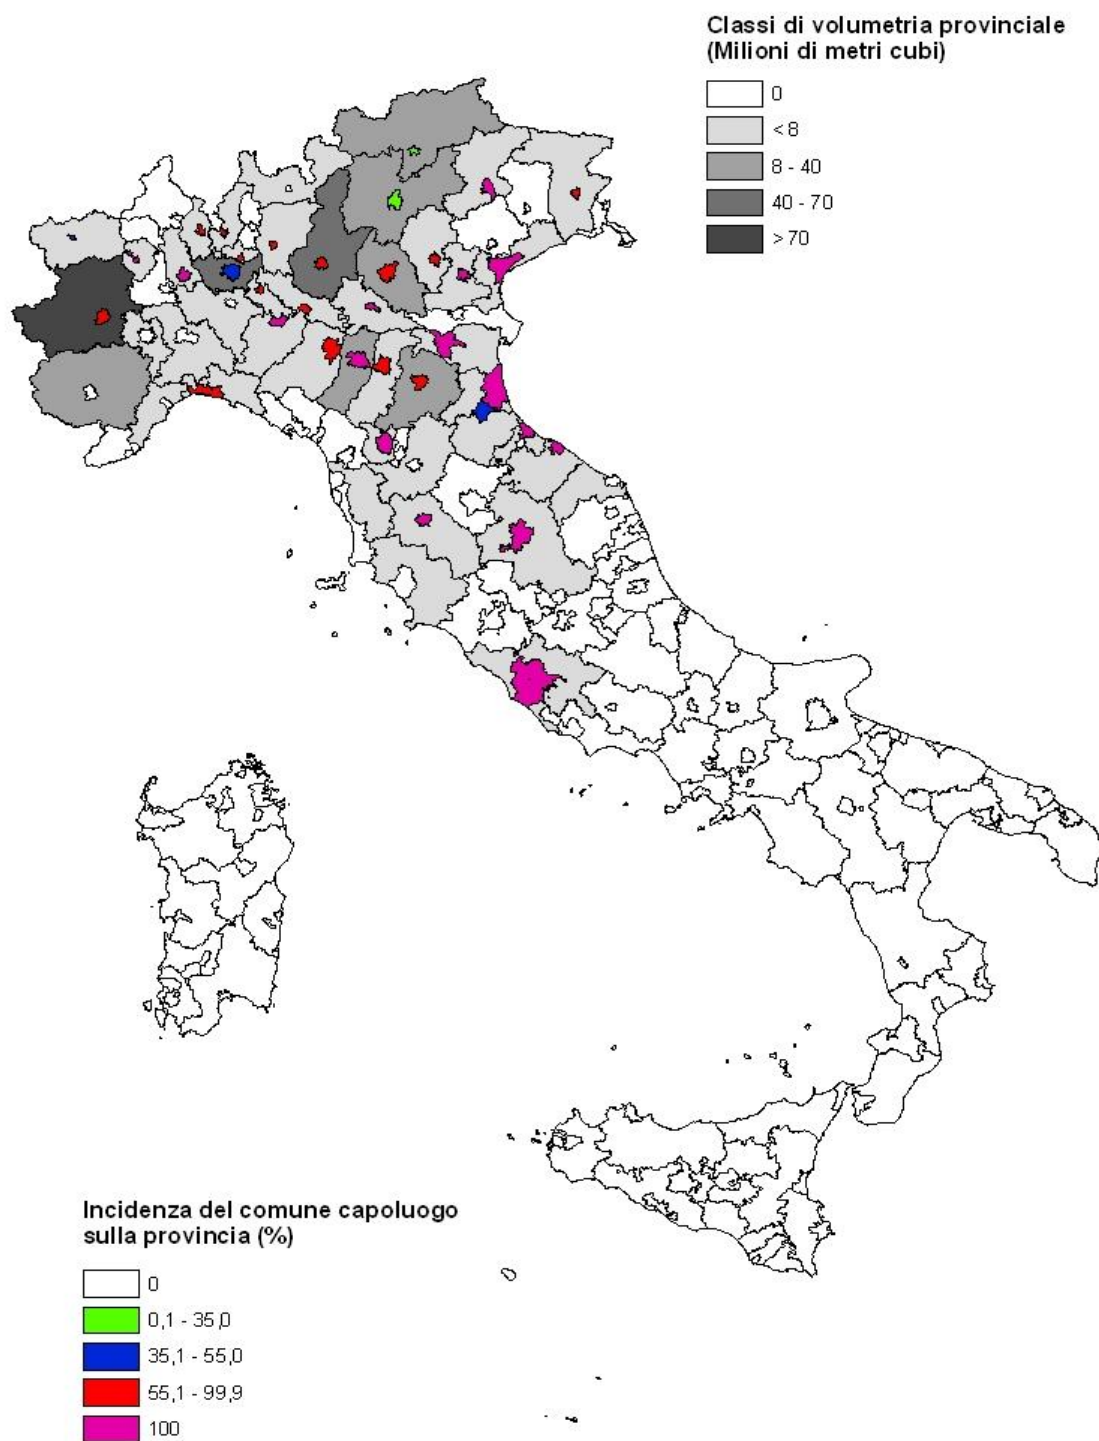 Classi di volumetria provinciale
(Milioni di metri cubi)
0
< 8
8 - 40
40 - 70
> 70
Incidenza del comune capoluogo
sulla provincia (%)
0
0,1 - 35,0
35,1 - 55,0
55,1 - 99,9
100